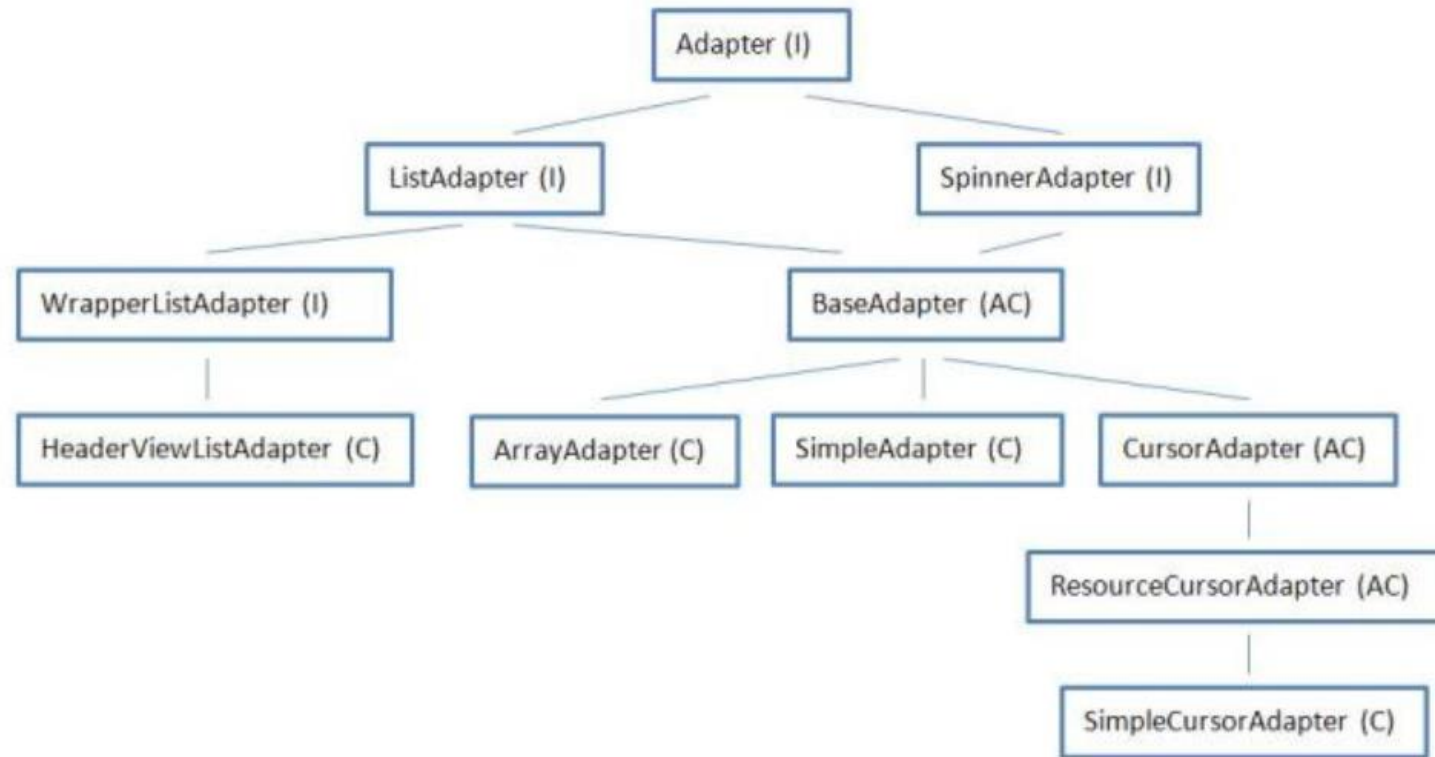 Adapter (I)
ListAdapter (I)
SpinnerAdapter (I)
WrapperListAdapter (I)
BaseAdapter (AC)
HeaderViewListAdapter (C)
ArrayAdapter (C)
SimpleAdapter (C)
CursorAdapter (AC)
ResourceCursorAdapter (AC)
SimpleCursorAdapter (C)